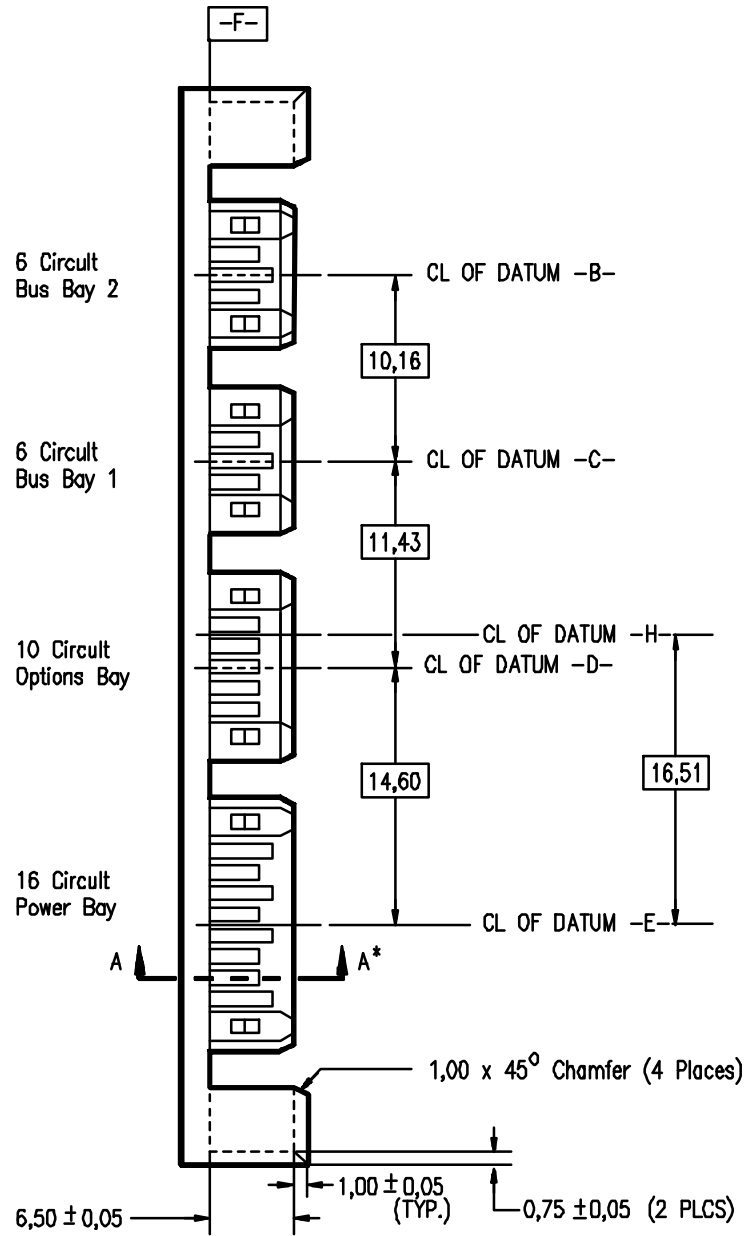 -F-
6 Circuit
Bus Bay 2
CL OF DATUM -B-
10,16
6 Circuit
Bus Bay 1
CL OF DATUM -C-
11,43
CL OF DATUM -H-
10 Circuit
Options Bay
CL OF DATUM -D-
14,60
16,51
16 Circuit
Power Bay
CL OF DATUM -E-
A
A*
1,00 x 45° Chamfer (4 Places)
1,00 ± 0,05
(TYP.)
0,75 ± 0,05 (2 PLCS)
6,50 ± 0,05